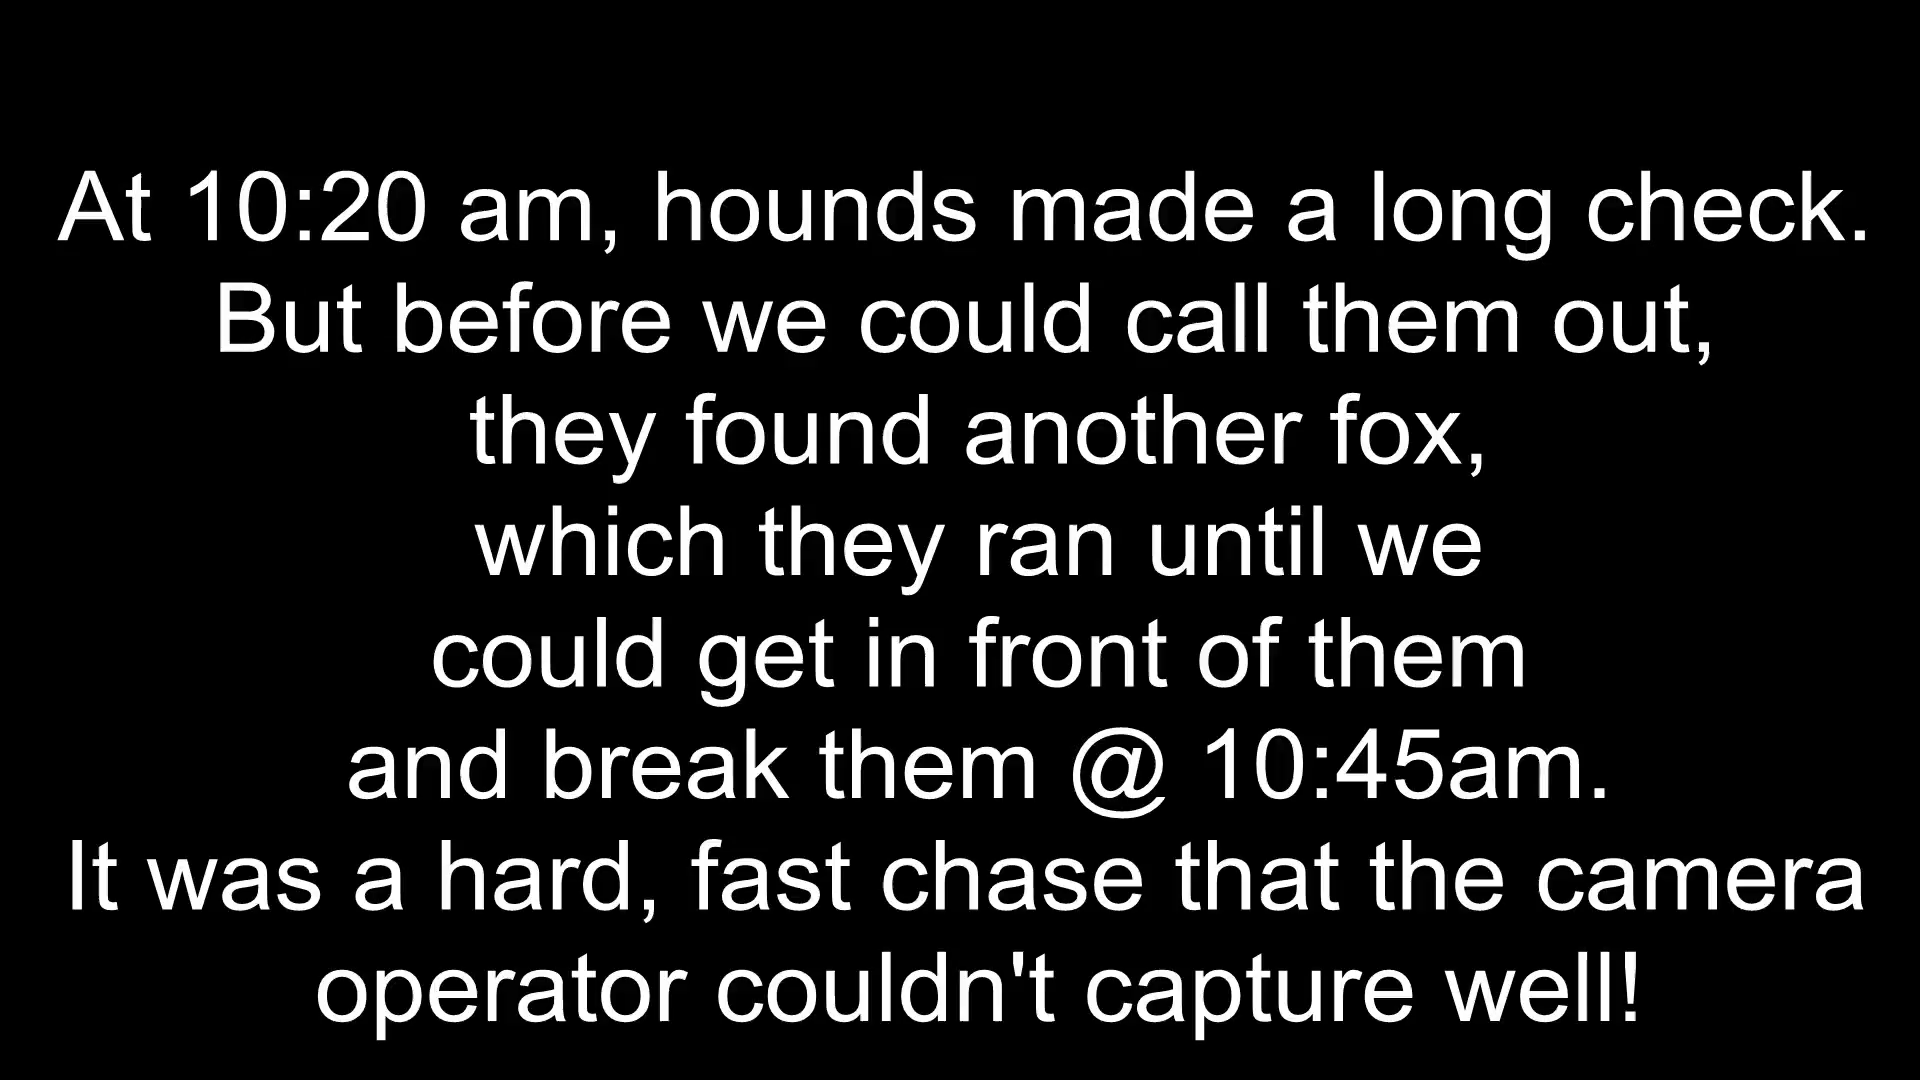 At 10:20 am, hounds made a long check.
But before we could call them out,
they found another fox,
which they ran until we
could get in front of them
and break them @ 10:45am.
It was a hard, fast chase that the camera
operator couldn't capture well!